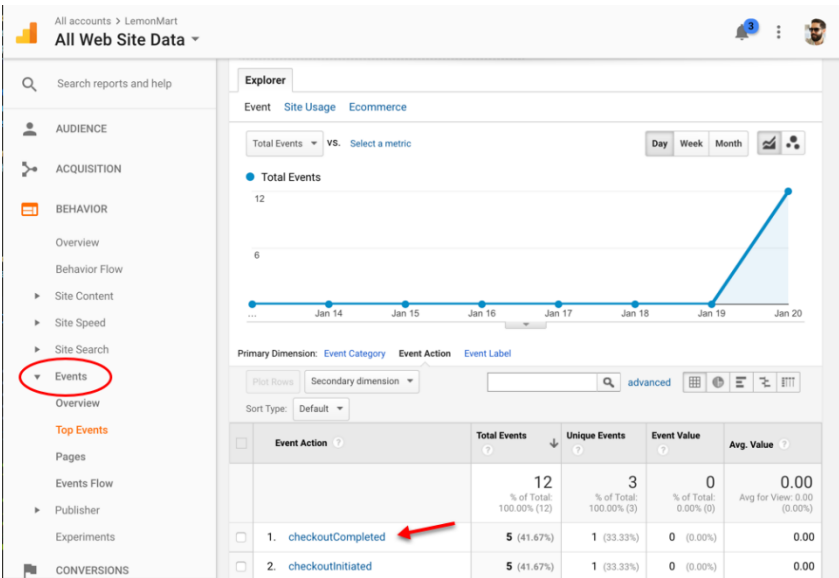 All accounts > LemonMart
All Web Site Data
3
Search reports and help
AUDIENCE
ACQUISITION
BEHAVIOR
Overview
Behavior Flow
Site Content
Site Speed
Site Search
Events
Overview
Top Events
Pages
Events Flow
Publisher
Experiments
CONVERSIONS
Explorer
Event Site Usage Ecommerce
Total Events VS. Select a metric
Day Week Month
Total Events
12
6
... Jan 14 Jan 15 Jan 16 Jan 17 Jan 18 Jan 19 Jan 20
Primary Dimension: Event Category Event Action Event Label
Plot Rows Secondary dimension advanced
Sort Type: Default
Event Action ? Total Events ? Unique Events ? Event Value ? Avg. Value ?
12 3 0 0.00
% of Total: % of Total: % of Total: Avg for View: 0.00
100.00% (12) 100.00% (3) 0.00% (0) (0.00%)
1. checkoutCompleted 5 (41.67%) 1 (33.33%) 0 (0.00%) 0.00
2. checkoutInitiated 5 (41.67%) 1 (33.33%) 0 (0.00%) 0.00